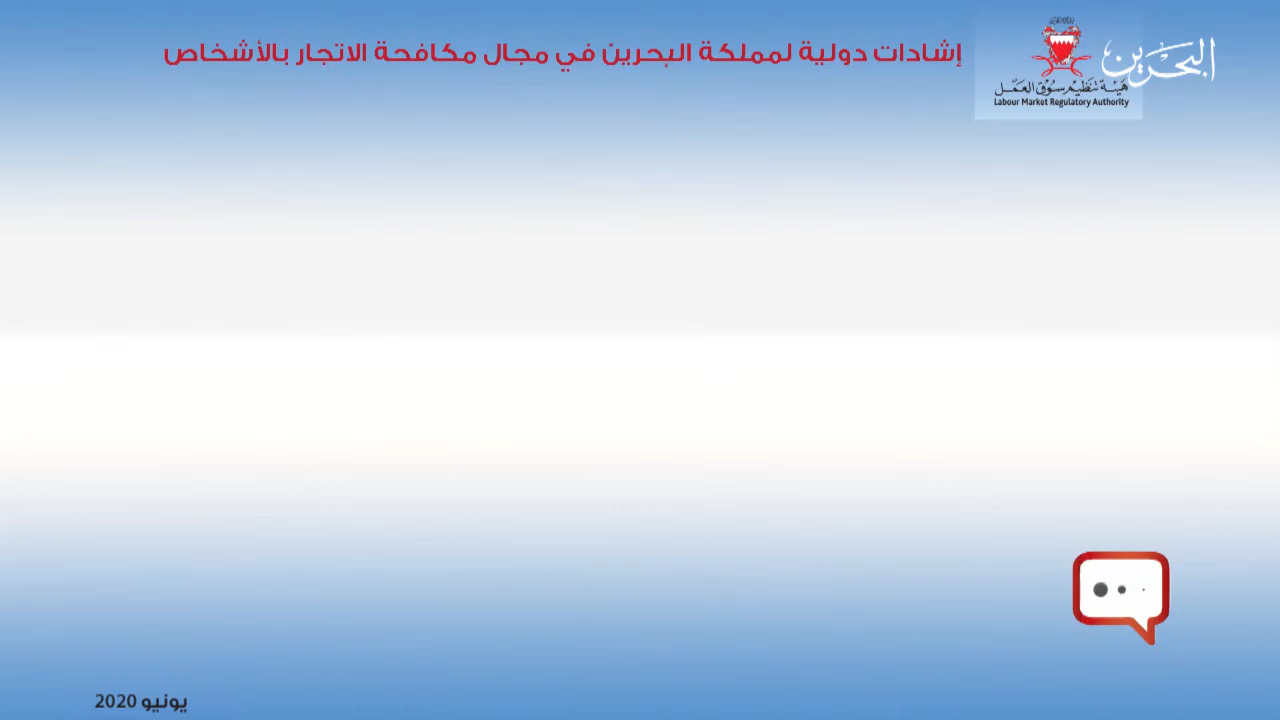 إشادات دولية لمملكة البحرين في مجال مكافحة الاتجار بالأشخاص
البحرين
هيئة تنظيم سوق العمل
Labour Market Regulatory Authority
يونيو 2020